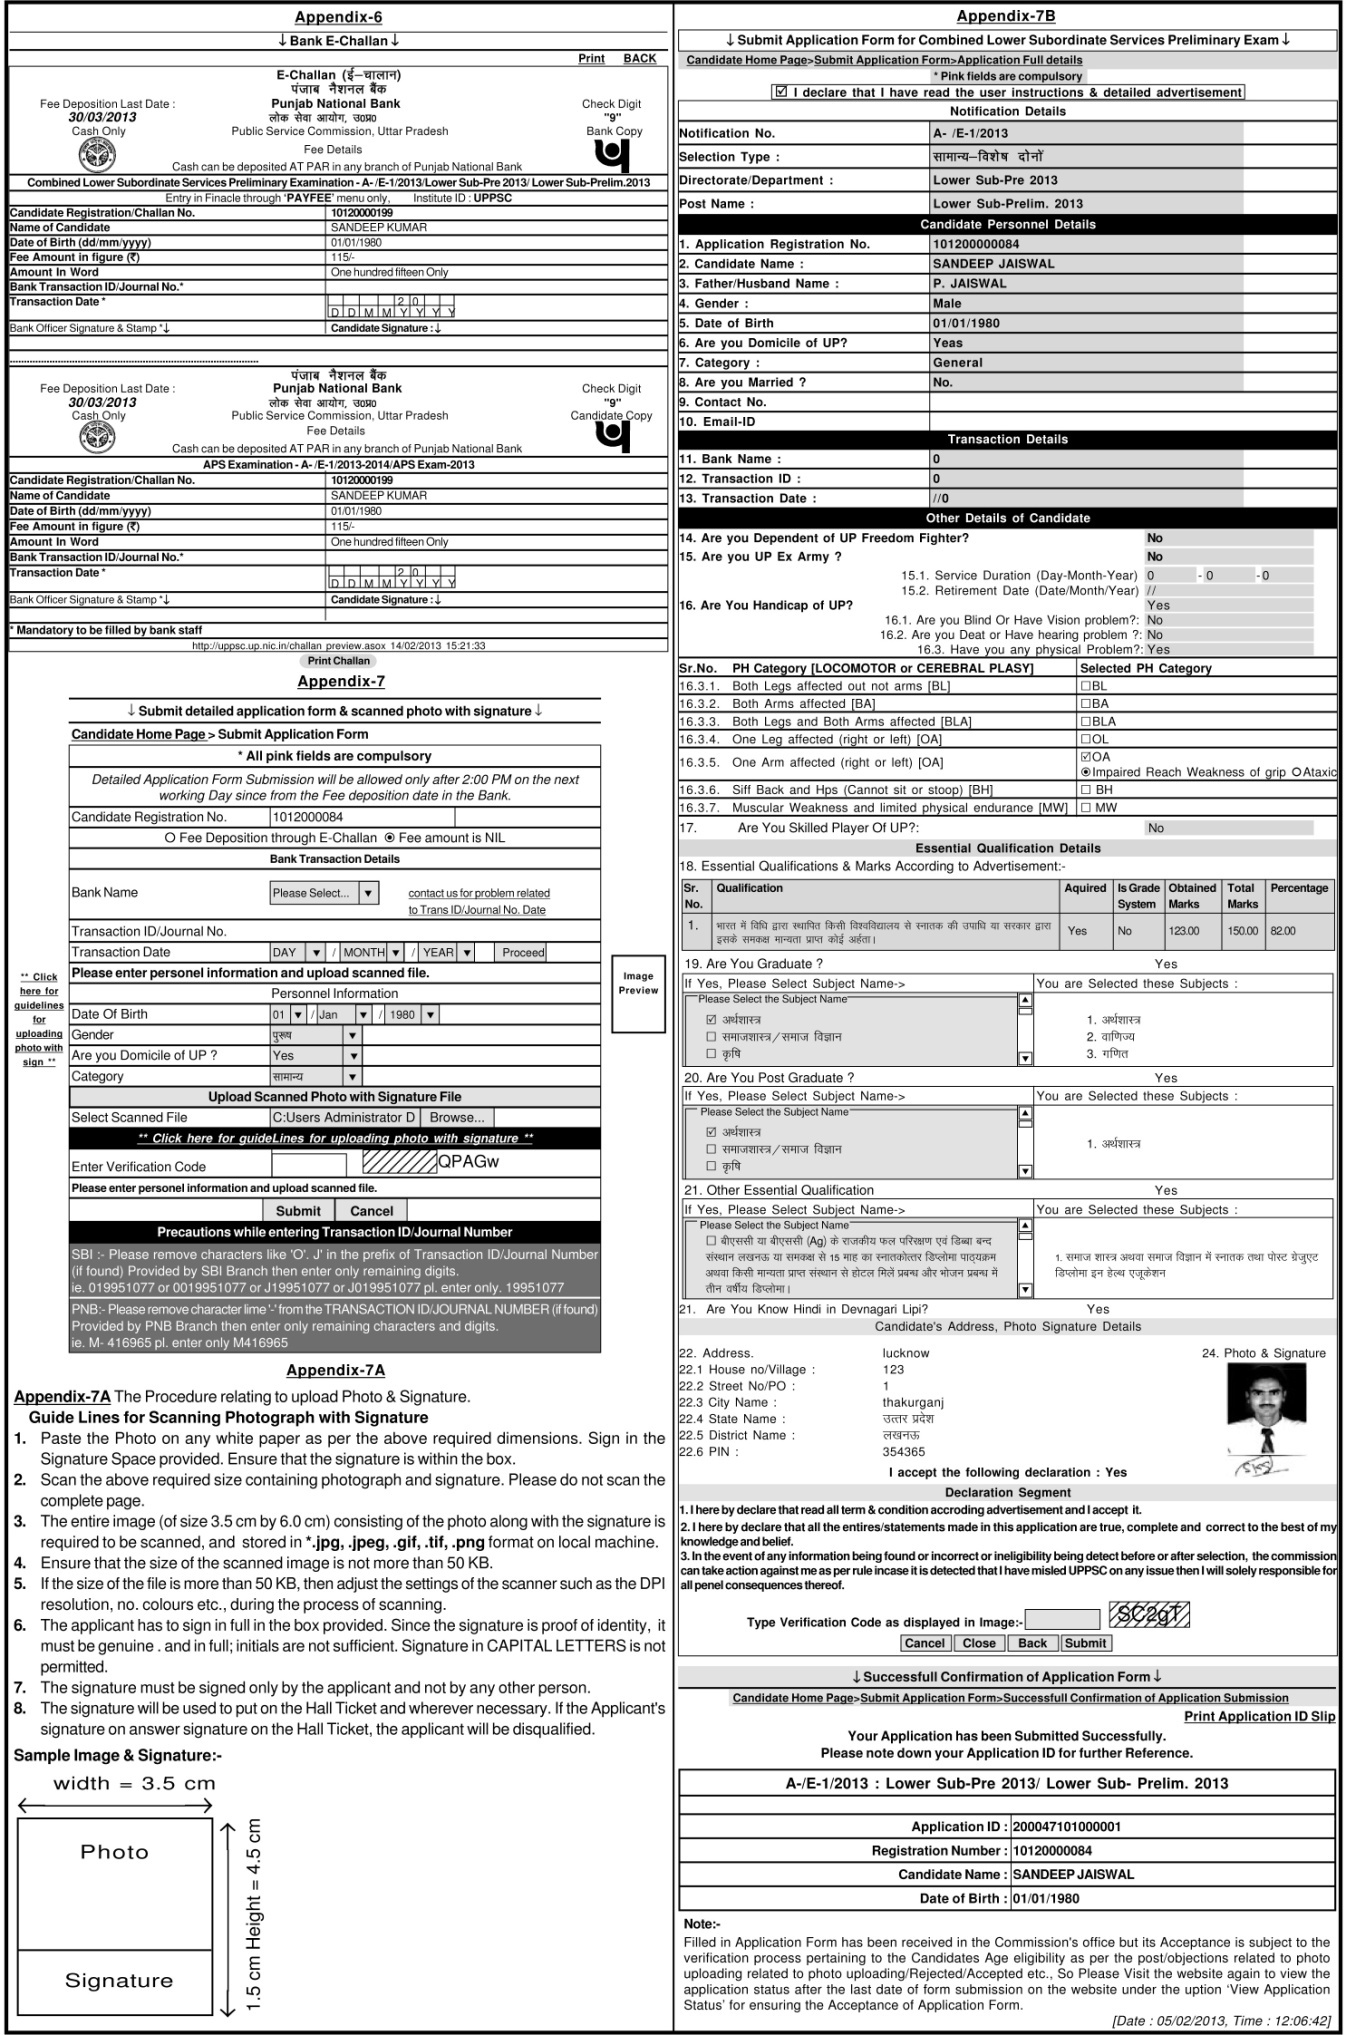 Appendix-6
↓Bank E-Challan↓
Print BACK
E-Challan (ई–चालान)
पंजाब नैशनल बैंक
Fee Deposition Last Date : Punjab National Bank Check Digit
30/03/2013 लोक सेवा आयोग, उ०प्र० "9"
Cash Only Public Service Commission, Uttar Pradesh Bank Copy
Fee Details
Cash can be deposited AT PAR in any branch of Punjab National Bank
Combined Lower Subordinate Services Preliminary Examination - A- /E-1/2013/Lower Sub-Pre 2013/ Lower Sub-Prelim.2013
Entry in Finacle through 'PAYFEE' menu only, Institute ID : UPPSC
Candidate Registration/Challan No. 10120000199
Name of Candidate SANDEEP KUMAR
Date of Birth (dd/mm/yyyy) 01/01/1980
Fee Amount in figure (₹) 115/-
Amount In Word One hundred fifteen Only
Bank Transaction ID/Journal No.*
Transaction Date * 2 0
D D M M Y Y Y Y
Bank Officer Signature & Stamp *↓ Candidate Signature : ↓
पंजाब नैशनल बैंक
Fee Deposition Last Date : Punjab National Bank Check Digit
30/03/2013 लोक सेवा आयोग, उ०प्र० "9"
Cash Only Public Service Commission, Uttar Pradesh Candidate Copy
Fee Details
Cash can be deposited AT PAR in any branch of Punjab National Bank
APS Examination - A- /E-1/2013-2014/APS Exam-2013
Candidate Registration/Challan No. 10120000199
Name of Candidate SANDEEP KUMAR
Date of Birth (dd/mm/yyyy) 01/01/1980
Fee Amount in figure (₹) 115/-
Amount In Word One hundred fifteen Only
Bank Transaction ID/Journal No.*
Transaction Date * 2 0
D D M M Y Y Y Y
Bank Officer Signature & Stamp *↓ Candidate Signature : ↓
* Mandatory to be filled by bank staff
http://uppsc.up.nic.in/challan_preview.asox 14/02/2013 15:21:33
Print Challan
Appendix-7
↓ Submit detailed application form & scanned photo with signature ↓
Candidate Home Page > Submit Application Form
* All pink fields are compulsory
Detailed Application Form Submission will be allowed only after 2:00 PM on the next
working Day since from the Fee deposition date in the Bank.
Candidate Registration No. 1012000084
Fee Deposition through E-Challan Fee amount is NIL
Bank Transaction Details
Bank Name Please Select... contact us for problem related
to Trans ID/Journal No. Date
Transaction ID/Journal No.
Transaction Date DAY / MONTH / YEAR Proceed
Please enter personel information and upload scanned file.
Personnel Information
Date Of Birth 01 / Jan / 1980
Gender पुरूष
Are you Domicile of UP ? Yes
Category सामान्य
Upload Scanned Photo with Signature File
Select Scanned File C:Users Administrator D Browse...
** Click here for guideLines for uploading photo with signature **
Enter Verification Code QPAGw
Please enter personel information and upload scanned file.
Submit Cancel
Precautions while entering Transaction ID/Journal Number
SBI :- Please remove characters like 'O'. J' in the prefix of Transaction ID/Journal Number
(if found) Provided by SBI Branch then enter only remaining digits.
ie. 019951077 or 0019951077 or J19951077 or J019951077 pl. enter only. 19951077
PNB:- Please remove character lime '-' from the TRANSACTION ID/JOURNAL NUMBER (if found)
Provided by PNB Branch then enter only remaining characters and digits.
ie. M- 416965 pl. enter only M416965
** Click
here for
guidelines
for
uploading
photo with
sign **
Image
Preview
Appendix-7A
Appendix-7A The Procedure relating to upload Photo & Signature.
Guide Lines for Scanning Photograph with Signature
1. Paste the Photo on any white paper as per the above required dimensions. Sign in the
Signature Space provided. Ensure that the signature is within the box.
2. Scan the above required size containing photograph and signature. Please do not scan the
complete page.
3. The entire image (of size 3.5 cm by 6.0 cm) consisting of the photo along with the signature is
required to be scanned, and stored in *.jpg, .jpeg, .gif, .tif, .png format on local machine.
4. Ensure that the size of the scanned image is not more than 50 KB.
5. If the size of the file is more than 50 KB, then adjust the settings of the scanner such as the DPI
resolution, no. colours etc., during the process of scanning.
6. The applicant has to sign in full in the box provided. Since the signature is proof of identity, it
must be genuine . and in full; initials are not sufficient. Signature in CAPITAL LETTERS is not
permitted.
7. The signature must be signed only by the applicant and not by any other person.
8. The signature will be used to put on the Hall Ticket and wherever necessary. If the Applicant's
signature on answer signature on the Hall Ticket, the applicant will be disqualified.
Sample Image & Signature:-
width = 3.5 cm
Photo
Signature
1.5 cm Height = 4.5 cm
Appendix-7B
↓ Submit Application Form for Combined Lower Subordinate Services Preliminary Exam ↓
Candidate Home Page>Submit Application Form>Application Full details
* Pink fields are compulsory
☑ I declare that I have read the user instructions & detailed advertisement
Notification Details
Notification No. A- /E-1/2013
Selection Type : सामान्य–विशेष दोनों
Directorate/Department : Lower Sub-Pre 2013
Post Name : Lower Sub-Prelim. 2013
Candidate Personnel Details
1. Application Registration No. 101200000084
2. Candidate Name : SANDEEP JAISWAL
3. Father/Husband Name : P. JAISWAL
4. Gender : Male
5. Date of Birth 01/01/1980
6. Are you Domicile of UP? Yeas
7. Category : General
8. Are you Married ? No.
9. Contact No.
10. Email-ID
Transaction Details
11. Bank Name : 0
12. Transaction ID : 0
13. Transaction Date : //0
Other Details of Candidate
14. Are you Dependent of UP Freedom Fighter? No
15. Are you UP Ex Army ? No
15.1. Service Duration (Day-Month-Year) 0 - 0 - 0
15.2. Retirement Date (Date/Month/Year) //
16. Are You Handicap of UP? Yes
16.1. Are you Blind Or Have Vision problem?: No
16.2. Are you Deat or Have hearing problem ?: No
16.3. Have you any physical Problem?: Yes
Sr.No. PH Category [LOCOMOTOR or CEREBRAL PLASY] Selected PH Category
16.3.1. Both Legs affected out not arms [BL] ☐BL
16.3.2. Both Arms affected [BA] ☐BA
16.3.3. Both Legs and Both Arms affected [BLA] ☐BLA
16.3.4. One Leg affected (right or left) [OA] ☐OL
16.3.5. One Arm affected (right or left) [OA] ☑OA
Impaired Reach Weakness of grip Ataxic
16.3.6. Siff Back and Hps (Cannot sit or stoop) [BH] ☐ BH
16.3.7. Muscular Weakness and limited physical endurance [MW] ☐ MW
17. Are You Skilled Player Of UP?: No
Essential Qualification Details
18. Essential Qualifications & Marks According to Advertisement:-
Sr. No. Qualification Aquired Is Grade System Obtained Marks Total Marks Percentage
1. भारत में विधि द्वारा स्थापित किसी विश्वविद्यालय से स्नातक की उपाधि या सरकार द्वारा
इसके समकक्ष मान्यता प्राप्त कोई अर्हता। Yes No 123.00 150.00 82.00
19. Are You Graduate ? Yes
If Yes, Please Select Subject Name-> You are Selected these Subjects :
Please Select the Subject Name
☑ अर्थशास्त्र 1. अर्थशास्त्र
☐ समाजशास्त्र/समाज विज्ञान 2. वाणिज्य
☐ कृषि 3. गणित
20. Are You Post Graduate ? Yes
If Yes, Please Select Subject Name-> You are Selected these Subjects :
Please Select the Subject Name
☑ अर्थशास्त्र 1. अर्थशास्त्र
☐ समाजशास्त्र/समाज विज्ञान
☐ कृषि
21. Other Essential Qualification Yes
If Yes, Please Select Subject Name-> You are Selected these Subjects :
Please Select the Subject Name
☐ बीएससी या बीएससी (Ag) के राजकीय फल परिरक्षण एवं डिब्बा बन्द
संस्थान लखनऊ या समकक्ष से 15 माह का स्नातकोत्तर डिप्लोमा पाठ्यक्रम
अथवा किसी मान्यता प्राप्त संस्थान से होटल मिलें प्रबन्ध और भोजन प्रबन्ध में
तीन वर्षीय डिप्लोमा।
1. समाज शास्त्र अथवा समाज विज्ञान में स्नातक तथा पोस्ट ग्रेजुएट
डिप्लोमा इन हेल्थ एजूकेशन
21. Are You Know Hindi in Devnagari Lipi? Yes
Candidate's Address, Photo Signature Details
22. Address. lucknow 24. Photo & Signature
22.1 House no/Village : 123
22.2 Street No/PO : 1
22.3 City Name : thakurganj
22.4 State Name : उत्तर प्रदेश
22.5 District Name : लखनऊ
22.6 PIN : 354365
I accept the following declaration : Yes
Declaration Segment
1. I here by declare that read all term & condition accroding advertisement and I accept it.
2. I here by declare that all the entires/statements made in this application are true, complete and correct to the best of my
knowledge and belief.
3. In the event of any information being found or incorrect or ineligibility being detect before or after selection, the commission
can take action against me as per rule incase it is detected that I have misled UPPSC on any issue then I will solely responsible for
all penel consequences thereof.
Type Verification Code as displayed in Image:- SC2gT
Cancel Close Back Submit
↓ Successfull Confirmation of Application Form ↓
Candidate Home Page>Submit Application Form>Successfull Confirmation of Application Submission
Print Application ID Slip
Your Application has been Submitted Successfully.
Please note down your Application ID for further Reference.
A-/E-1/2013 : Lower Sub-Pre 2013/ Lower Sub- Prelim. 2013
Application ID : 200047101000001
Registration Number : 10120000084
Candidate Name : SANDEEP JAISWAL
Date of Birth : 01/01/1980
Note:-
Filled in Application Form has been received in the Commission's office but its Acceptance is subject to the
verification process pertaining to the Candidates Age eligibility as per the post/objections related to photo
uploading related to photo uploading/Rejected/Accepted etc., So Please Visit the website again to view the
application status after the last date of form submission on the website under the uption 'View Application
Status' for ensuring the Acceptance of Application Form.
[Date : 05/02/2013, Time : 12:06:42]